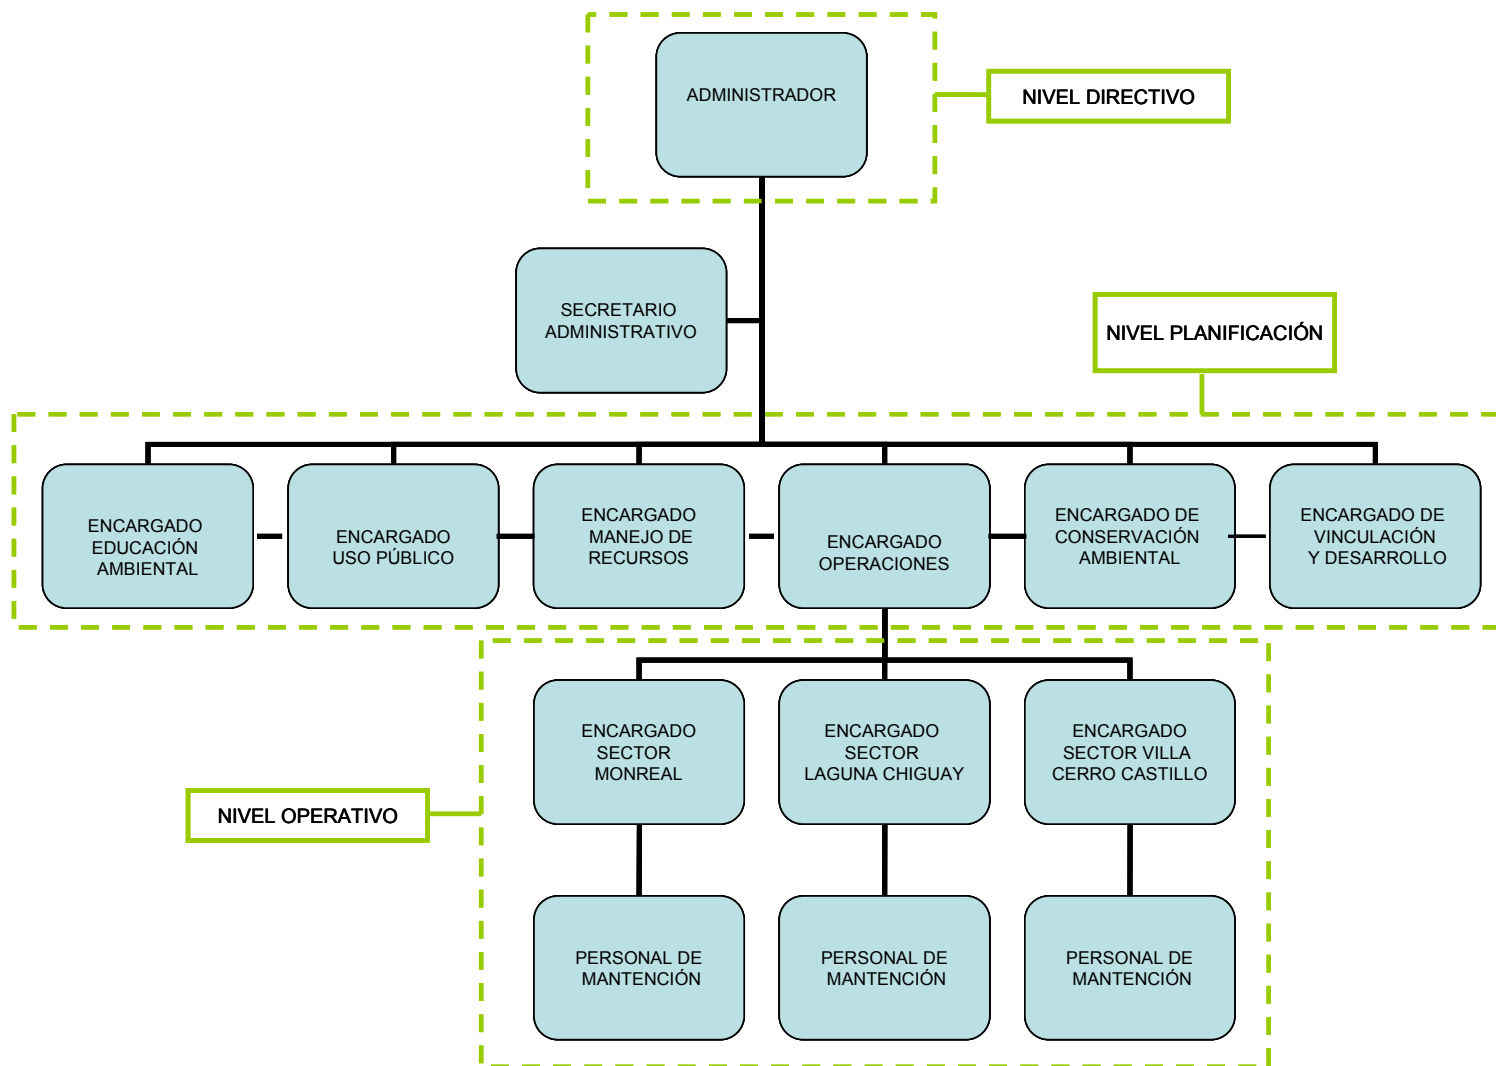 ADMINISTRADOR
NIVEL DIRECTIVO
SECRETARIO
ADMINISTRATIVO
NIVEL PLANIFICACIÓN
ENCARGADO
EDUCACIÓN
AMBIENTAL
ENCARGADO
USO PÚBLICO
ENCARGADO
MANEJO DE
RECURSOS
ENCARGADO
OPERACIONES
ENCARGADO DE
CONSERVACIÓN
AMBIENTAL
ENCARGADO DE
VINCULACIÓN
Y DESARROLLO
ENCARGADO
SECTOR
MONREAL
ENCARGADO
SECTOR
LAGUNA CHIGUAY
ENCARGADO
SECTOR VILLA
CERRO CASTILLO
NIVEL OPERATIVO
PERSONAL DE
MANTENCIÓN
PERSONAL DE
MANTENCIÓN
PERSONAL DE
MANTENCIÓN